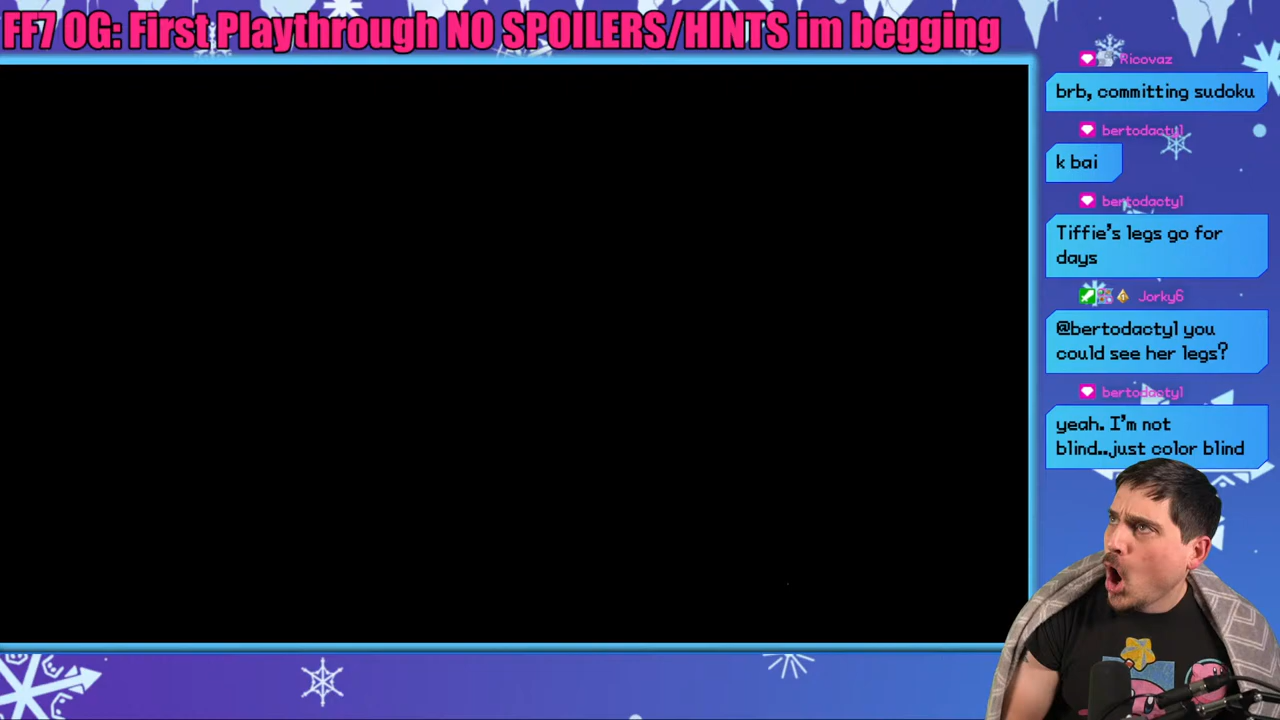 FF7 OG: First Playthrough NO SPOILERS/HINTS im begging
Ricovaz
brb, committing sudoku
bertodactyl
k bai
bertodactyl
Tiffie's legs go for
days
Jorky6
@bertodactyl you
could see her legs?
bertodactyl
yeah. I'm not
blind..just color blind